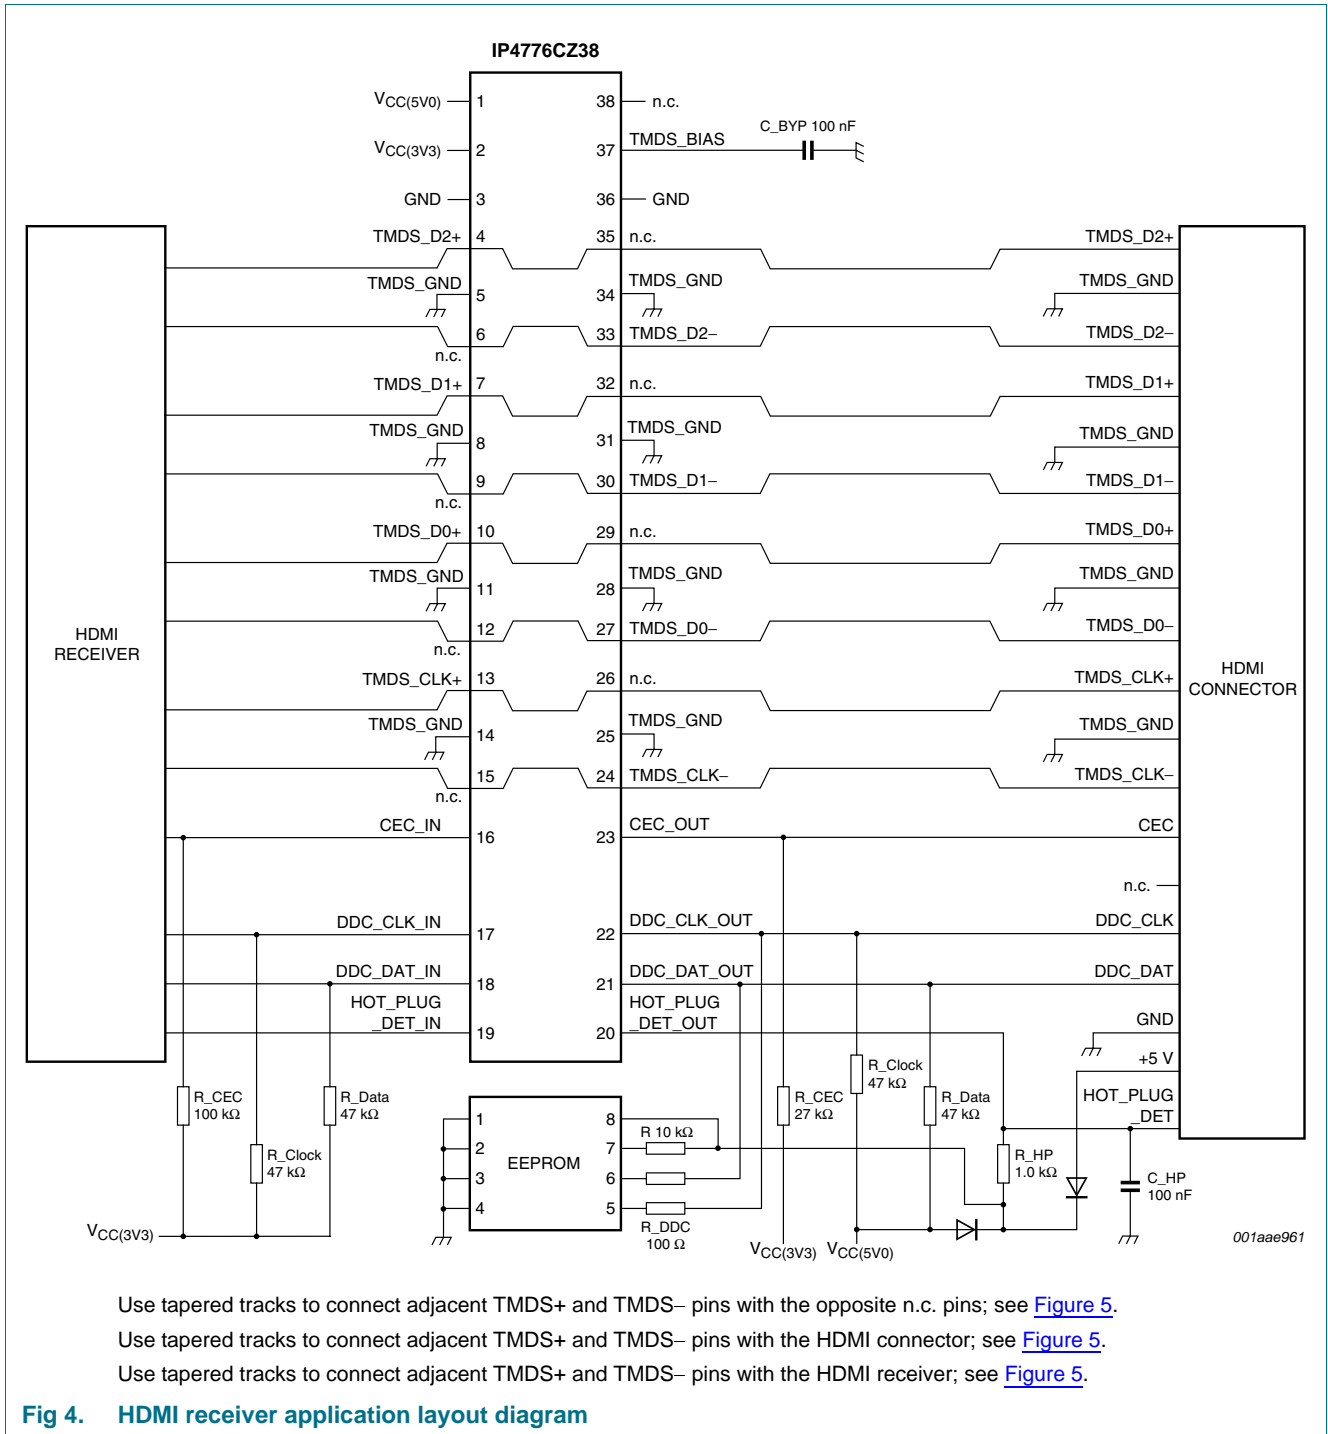 IP4776CZ38
VCC(5V0) 1 38 n.c.
C_BYP 100 nF
VCC(3V3) 2 37 TMDS_BIAS
GND 3 36 GND
TMDS_D2+ 4 35 n.c. TMDS_D2+
TMDS_GND 5 34 TMDS_GND TMDS_GND
6 33 TMDS_D2− TMDS_D2−
n.c.
TMDS_D1+ 7 32 n.c. TMDS_D1+
TMDS_GND 8 31 TMDS_GND TMDS_GND
9 30 TMDS_D1− TMDS_D1−
n.c.
TMDS_D0+ 10 29 n.c. TMDS_D0+
TMDS_GND 11 28 TMDS_GND TMDS_GND
12 27 TMDS_D0− TMDS_D0−
n.c.
HDMI
RECEIVER
TMDS_CLK+ 13 26 n.c. TMDS_CLK+
HDMI
CONNECTOR
TMDS_GND 14 25 TMDS_GND TMDS_GND
15 24 TMDS_CLK− TMDS_CLK−
n.c.
CEC_IN 16 23 CEC_OUT CEC
n.c.
DDC_CLK_IN 17 22 DDC_CLK_OUT DDC_CLK
DDC_DAT_IN 18 21 DDC_DAT_OUT DDC_DAT
HOT_PLUG
_DET_IN 19 20 HOT_PLUG
_DET_OUT
GND
+5 V
HOT_PLUG
_DET
R_CEC
100 kΩ
R_Data
47 kΩ
R_Clock
47 kΩ
VCC(3V3)
1 8
2 7
3 6
4 5
EEPROM
R 10 kΩ
R_DDC
100 Ω
R_CEC
27 kΩ
R_Clock
47 kΩ
R_Data
47 kΩ
R_HP
1.0 kΩ
C_HP
100 nF
VCC(3V3) VCC(5V0)
001aae961
Use tapered tracks to connect adjacent TMDS+ and TMDS− pins with the opposite n.c. pins; see Figure 5.
Use tapered tracks to connect adjacent TMDS+ and TMDS− pins with the HDMI connector; see Figure 5.
Use tapered tracks to connect adjacent TMDS+ and TMDS− pins with the HDMI receiver; see Figure 5.
Fig 4. HDMI receiver application layout diagram